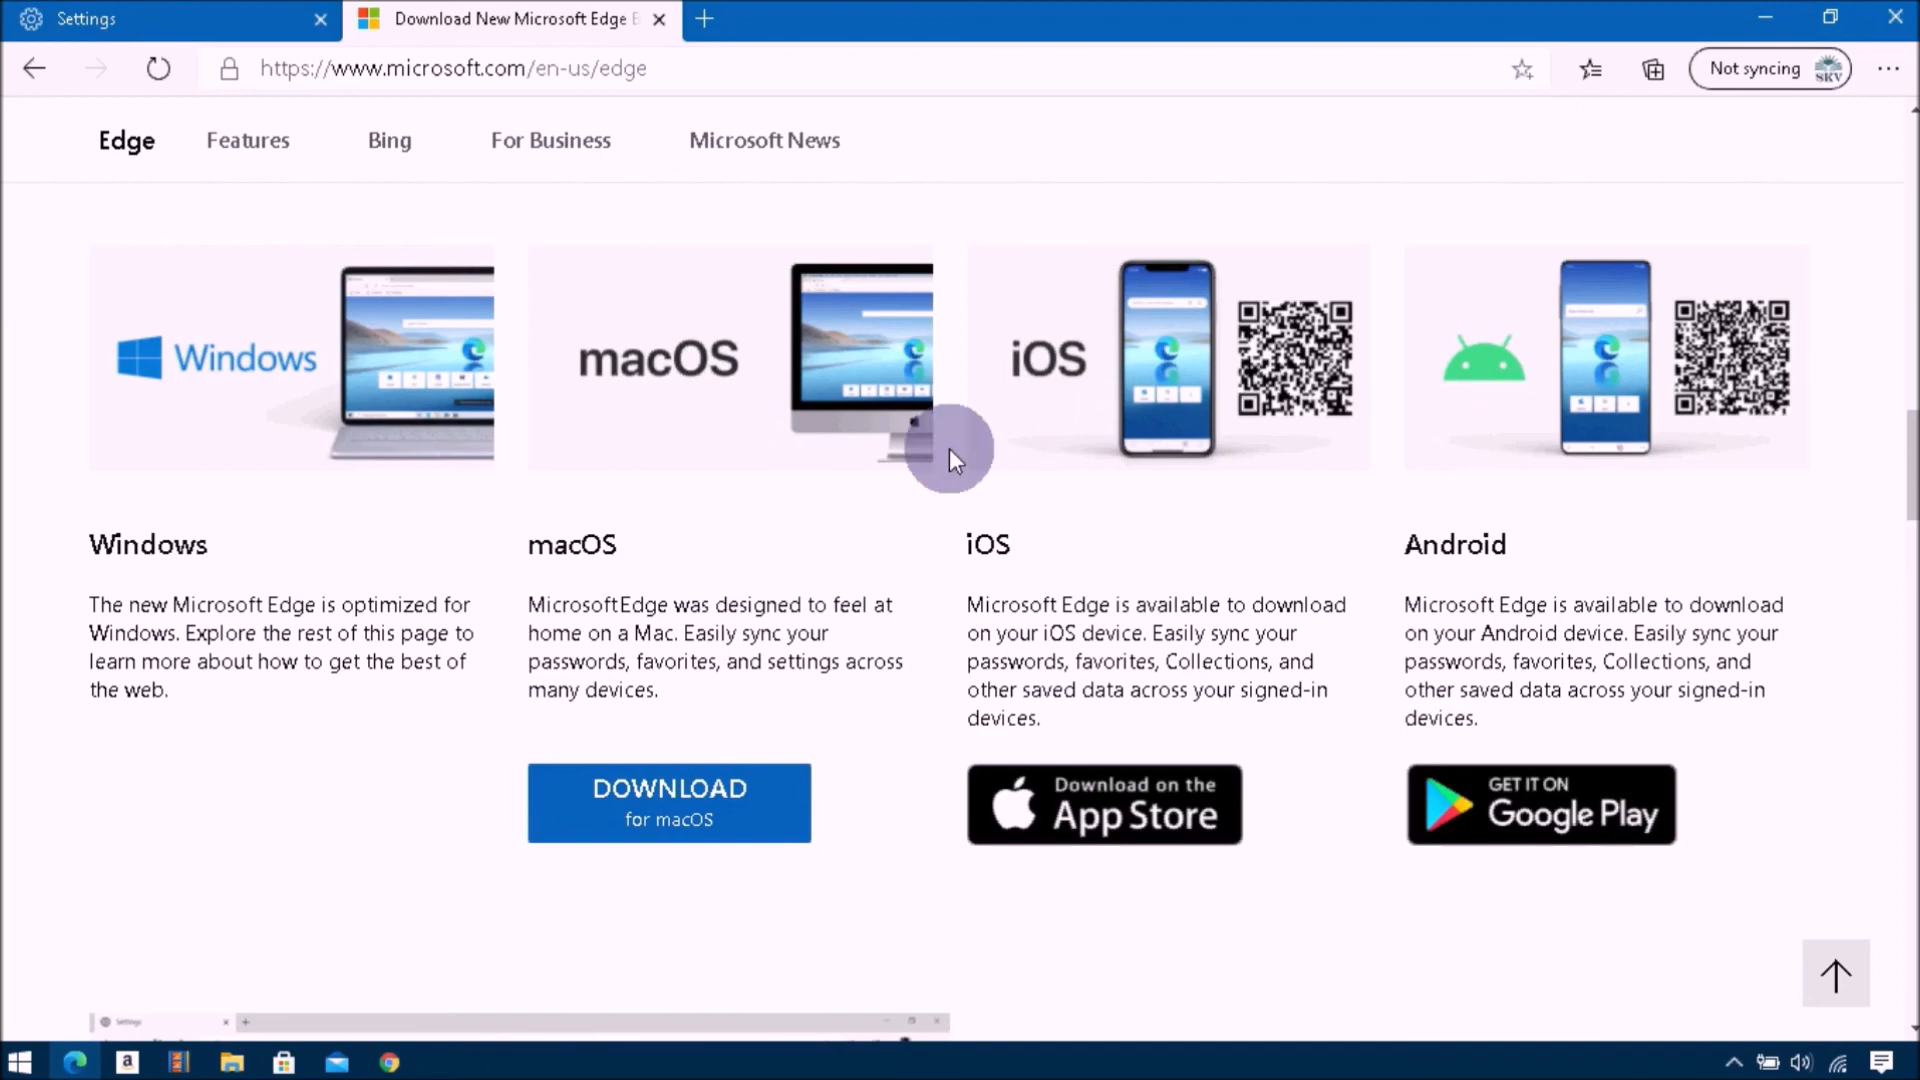 Settings
Download New Microsoft Edge
https://www.microsoft.com/en-us/edge
Not syncing
SKV
Edge
Features
Bing
For Business
Microsoft News
Windows
macOS
iOS
Windows
The new Microsoft Edge is optimized for
Windows. Explore the rest of this page to
learn more about how to get the best of
the web.
macOS
Microsoft Edge was designed to feel at
home on a Mac. Easily sync your
passwords, favorites, and settings across
many devices.
DOWNLOAD
for macOS
iOS
Microsoft Edge is available to download
on your iOS device. Easily sync your
passwords, favorites, Collections, and
other saved data across your signed-in
devices.
Download on the
App Store
Android
Microsoft Edge is available to download
on your Android device. Easily sync your
passwords, favorites, Collections, and
other saved data across your signed-in
devices.
GET IT ON
Google Play
Settings
a